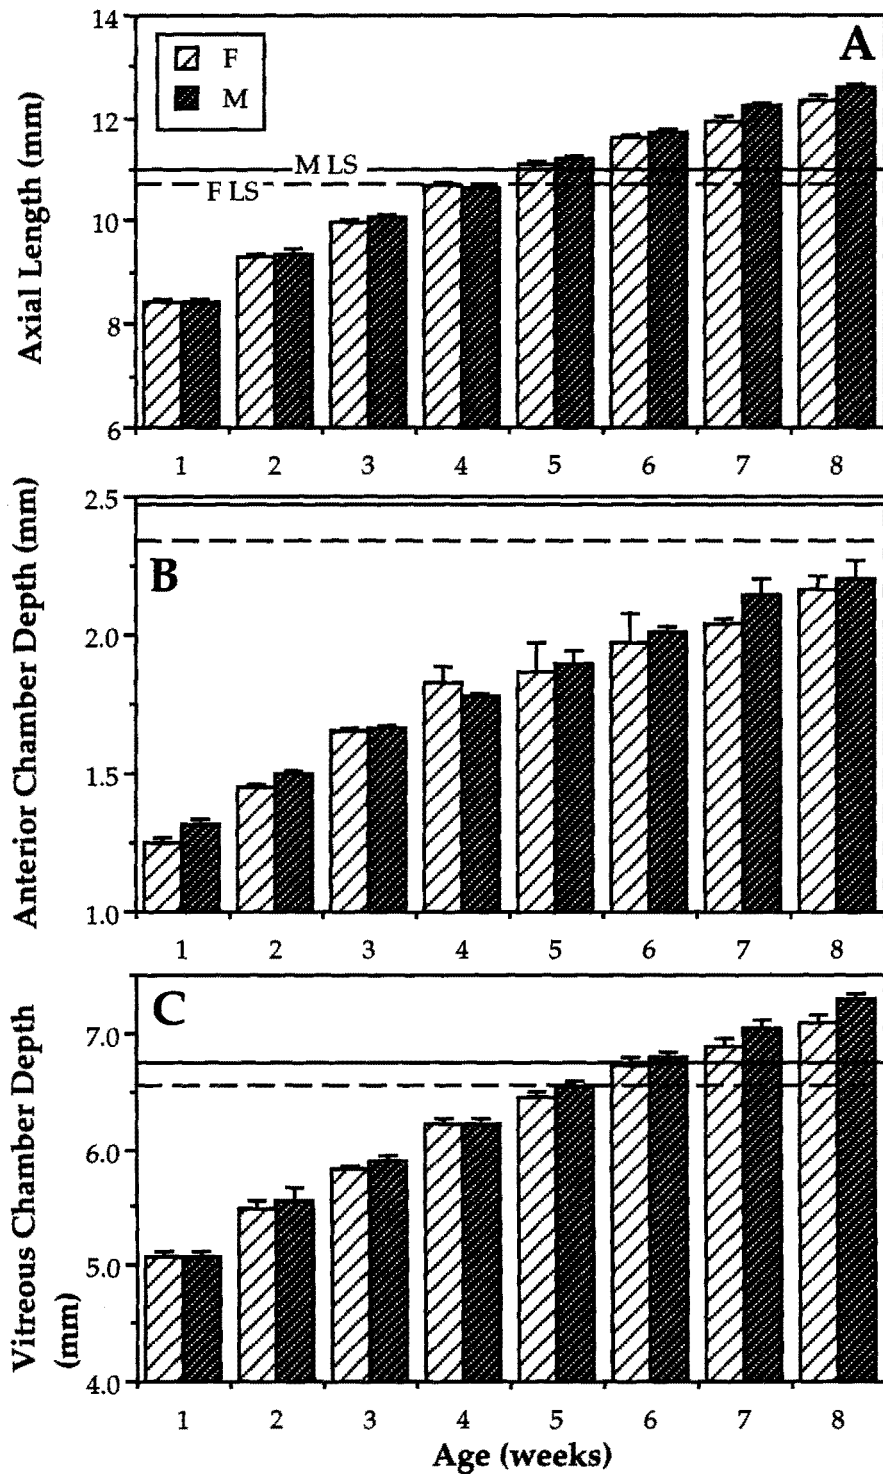 A
F
M
M LS
F LS
Axial Length (mm)
14
12
10
8
6
1 2 3 4 5 6 7 8
B
Anterior Chamber Depth (mm)
2.5
2.0
1.5
1.0
1 2 3 4 5 6 7 8
C
Vitreous Chamber Depth
(mm)
7.0
6.0
5.0
4.0
1 2 3 4 5 6 7 8
Age (weeks)